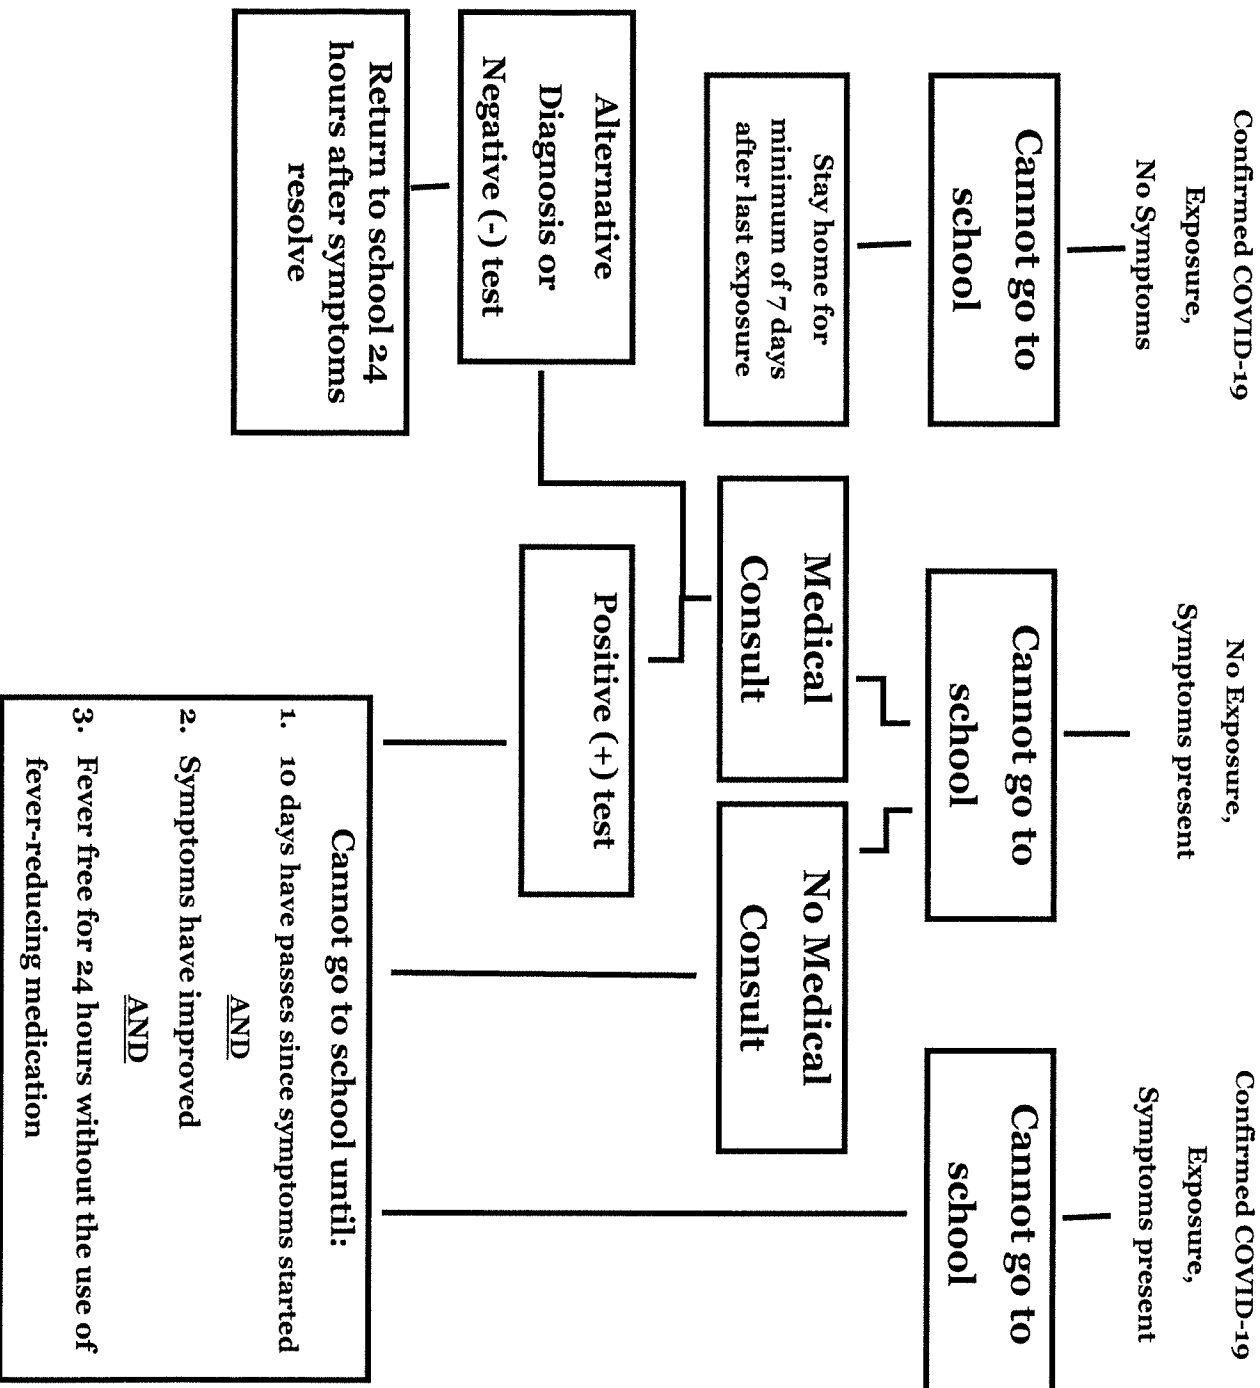 Confirmed COVID-19
Exposure,
No Symptoms
Cannot go to
school
Stay home for
minimum of 7 days
after last exposure
No Exposure,
Symptoms present
Cannot go to
school
Medical
Consult
No Medical
Consult
Alternative
Diagnosis or
Negative (-) test
Return to school 24
hours after symptoms
resolve
Positive (+) test
Confirmed COVID-19
Exposure,
Symptoms present
Cannot go to
school
Cannot go to school until:
1. 10 days have passes since symptoms started
AND
2. Symptoms have improved
AND
3. Fever free for 24 hours without the use of
fever-reducing medication